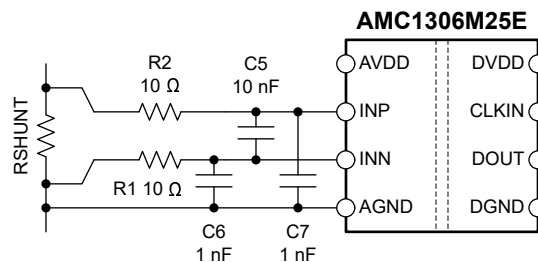 AMC1306M25E
R2
10 Ω
C5
10 nF
AVDD
DVDD
INP
CLKIN
RSHUNT
INN
DOUT
R1 10 Ω
AGND
DGND
C6
1 nF
C7
1 nF